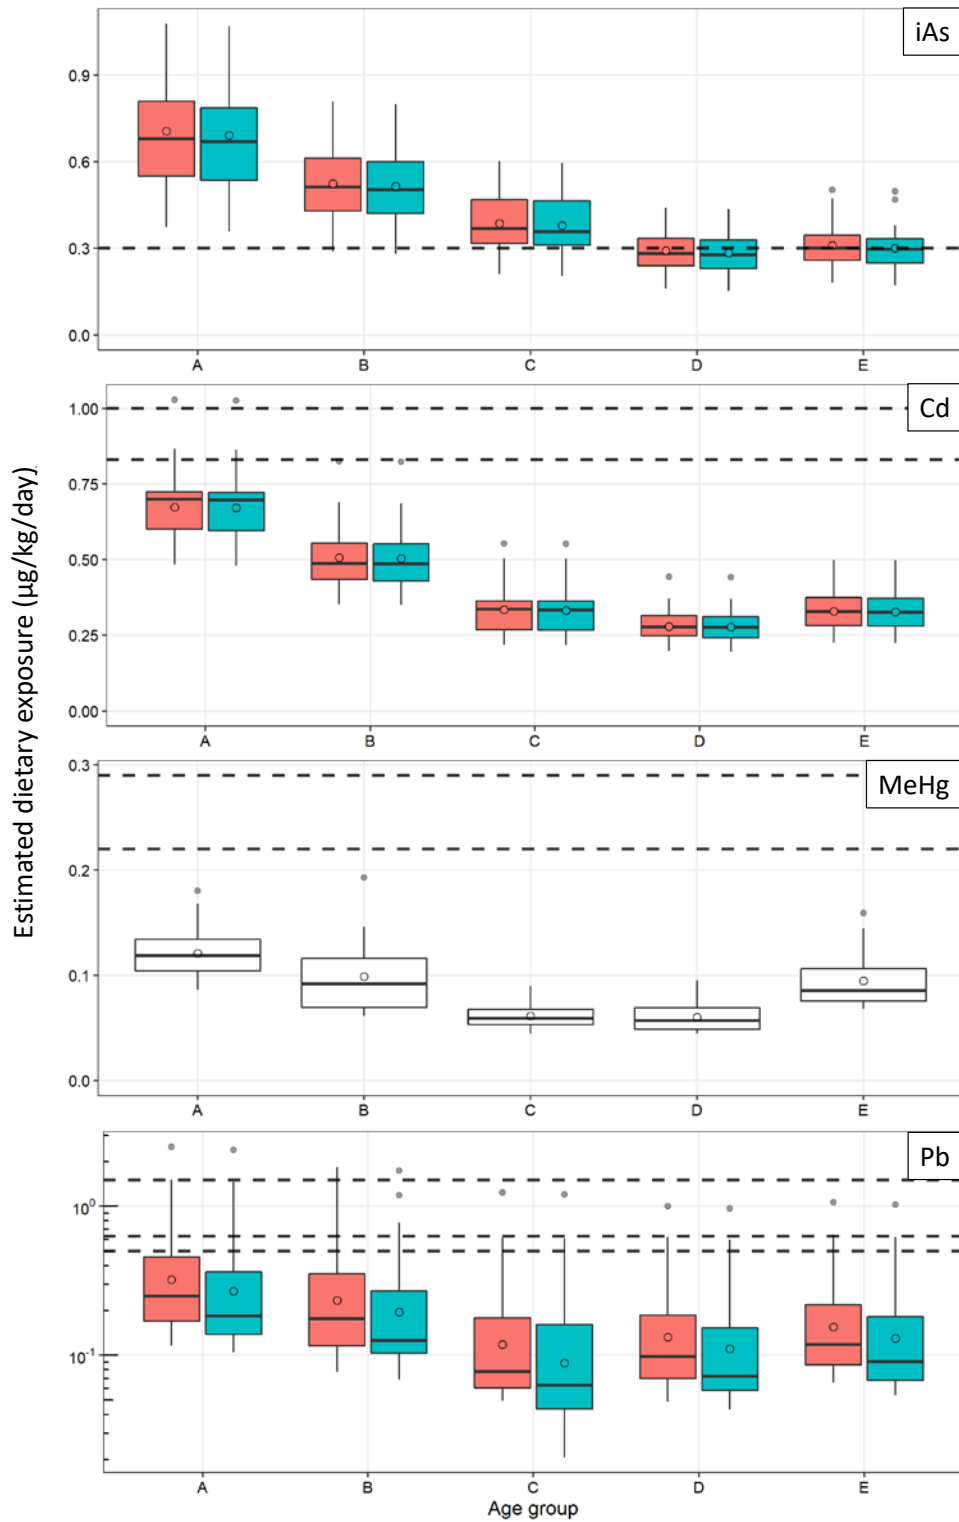 iAs
0.9
0.6
0.3
0.0
A B C D E
Cd
1.00
0.75
0.50
0.25
0.00
A B C D E
Estimated dietary exposure (µg/kg/day)
MeHg
0.3
0.2
0.1
0.0
A B C D E
Pb
10⁰
10⁻¹
A B C D E
Age group